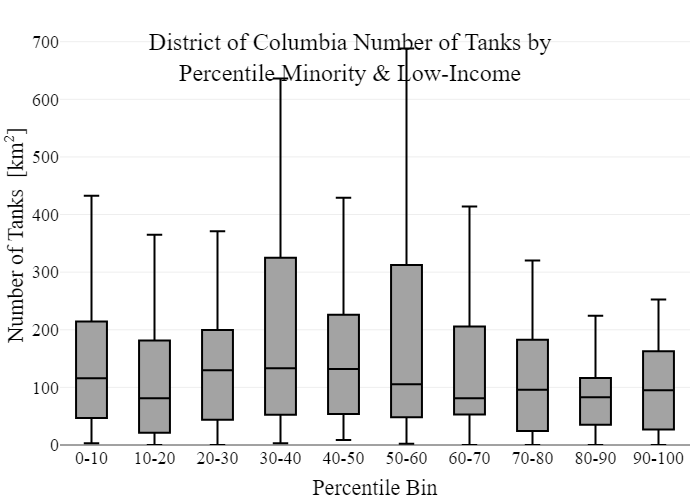 District of Columbia Number of Tanks by
Percentile Minority & Low-Income
Number of Tanks [km²]
700
600
500
400
300
200
100
0
0-10 10-20 20-30 30-40 40-50 50-60 60-70 70-80 80-90 90-100
Percentile Bin